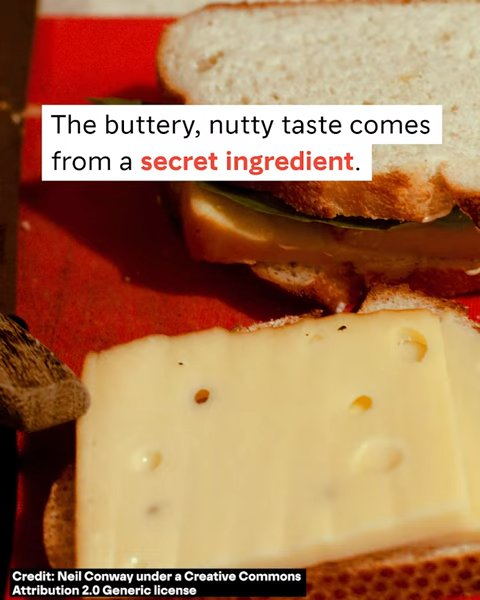 The buttery, nutty taste comes
from a secret ingredient.
Credit: Neil Conway under a Creative Commons
Attribution 2.0 Generic license